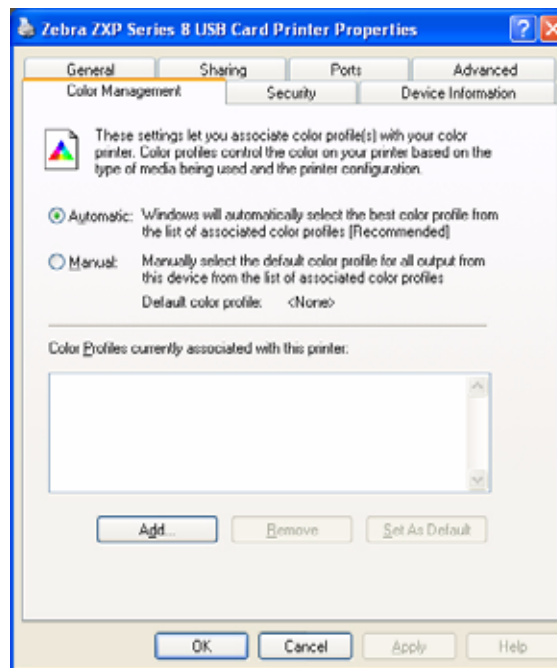 Zebra ZXP Series 8 USB Card Printer Properties
General Sharing Ports Advanced
Color Management Security Device Information
These settings let you associate color profile(s) with your color
printer. Color profiles control the color on your printer based on the
type of media being used and the printer configuration.
Automatic: Windows will automatically select the best color profile from
the list of associated color profiles [Recommended]
Manual: Manually select the default color profile for all output from
this device from the list of associated color profiles
Default color profile: <None>
Color Profiles currently associated with this printer:
Add... Remove Set As Default
OK Cancel Apply Help